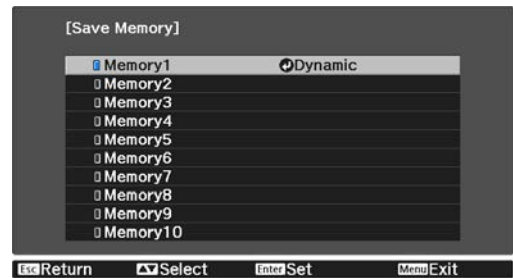 [Save Memory]
Memory1 Dynamic
Memory2
Memory3
Memory4
Memory5
Memory6
Memory7
Memory8
Memory9
Memory10
Esc Return Select Enter Set Menu Exit